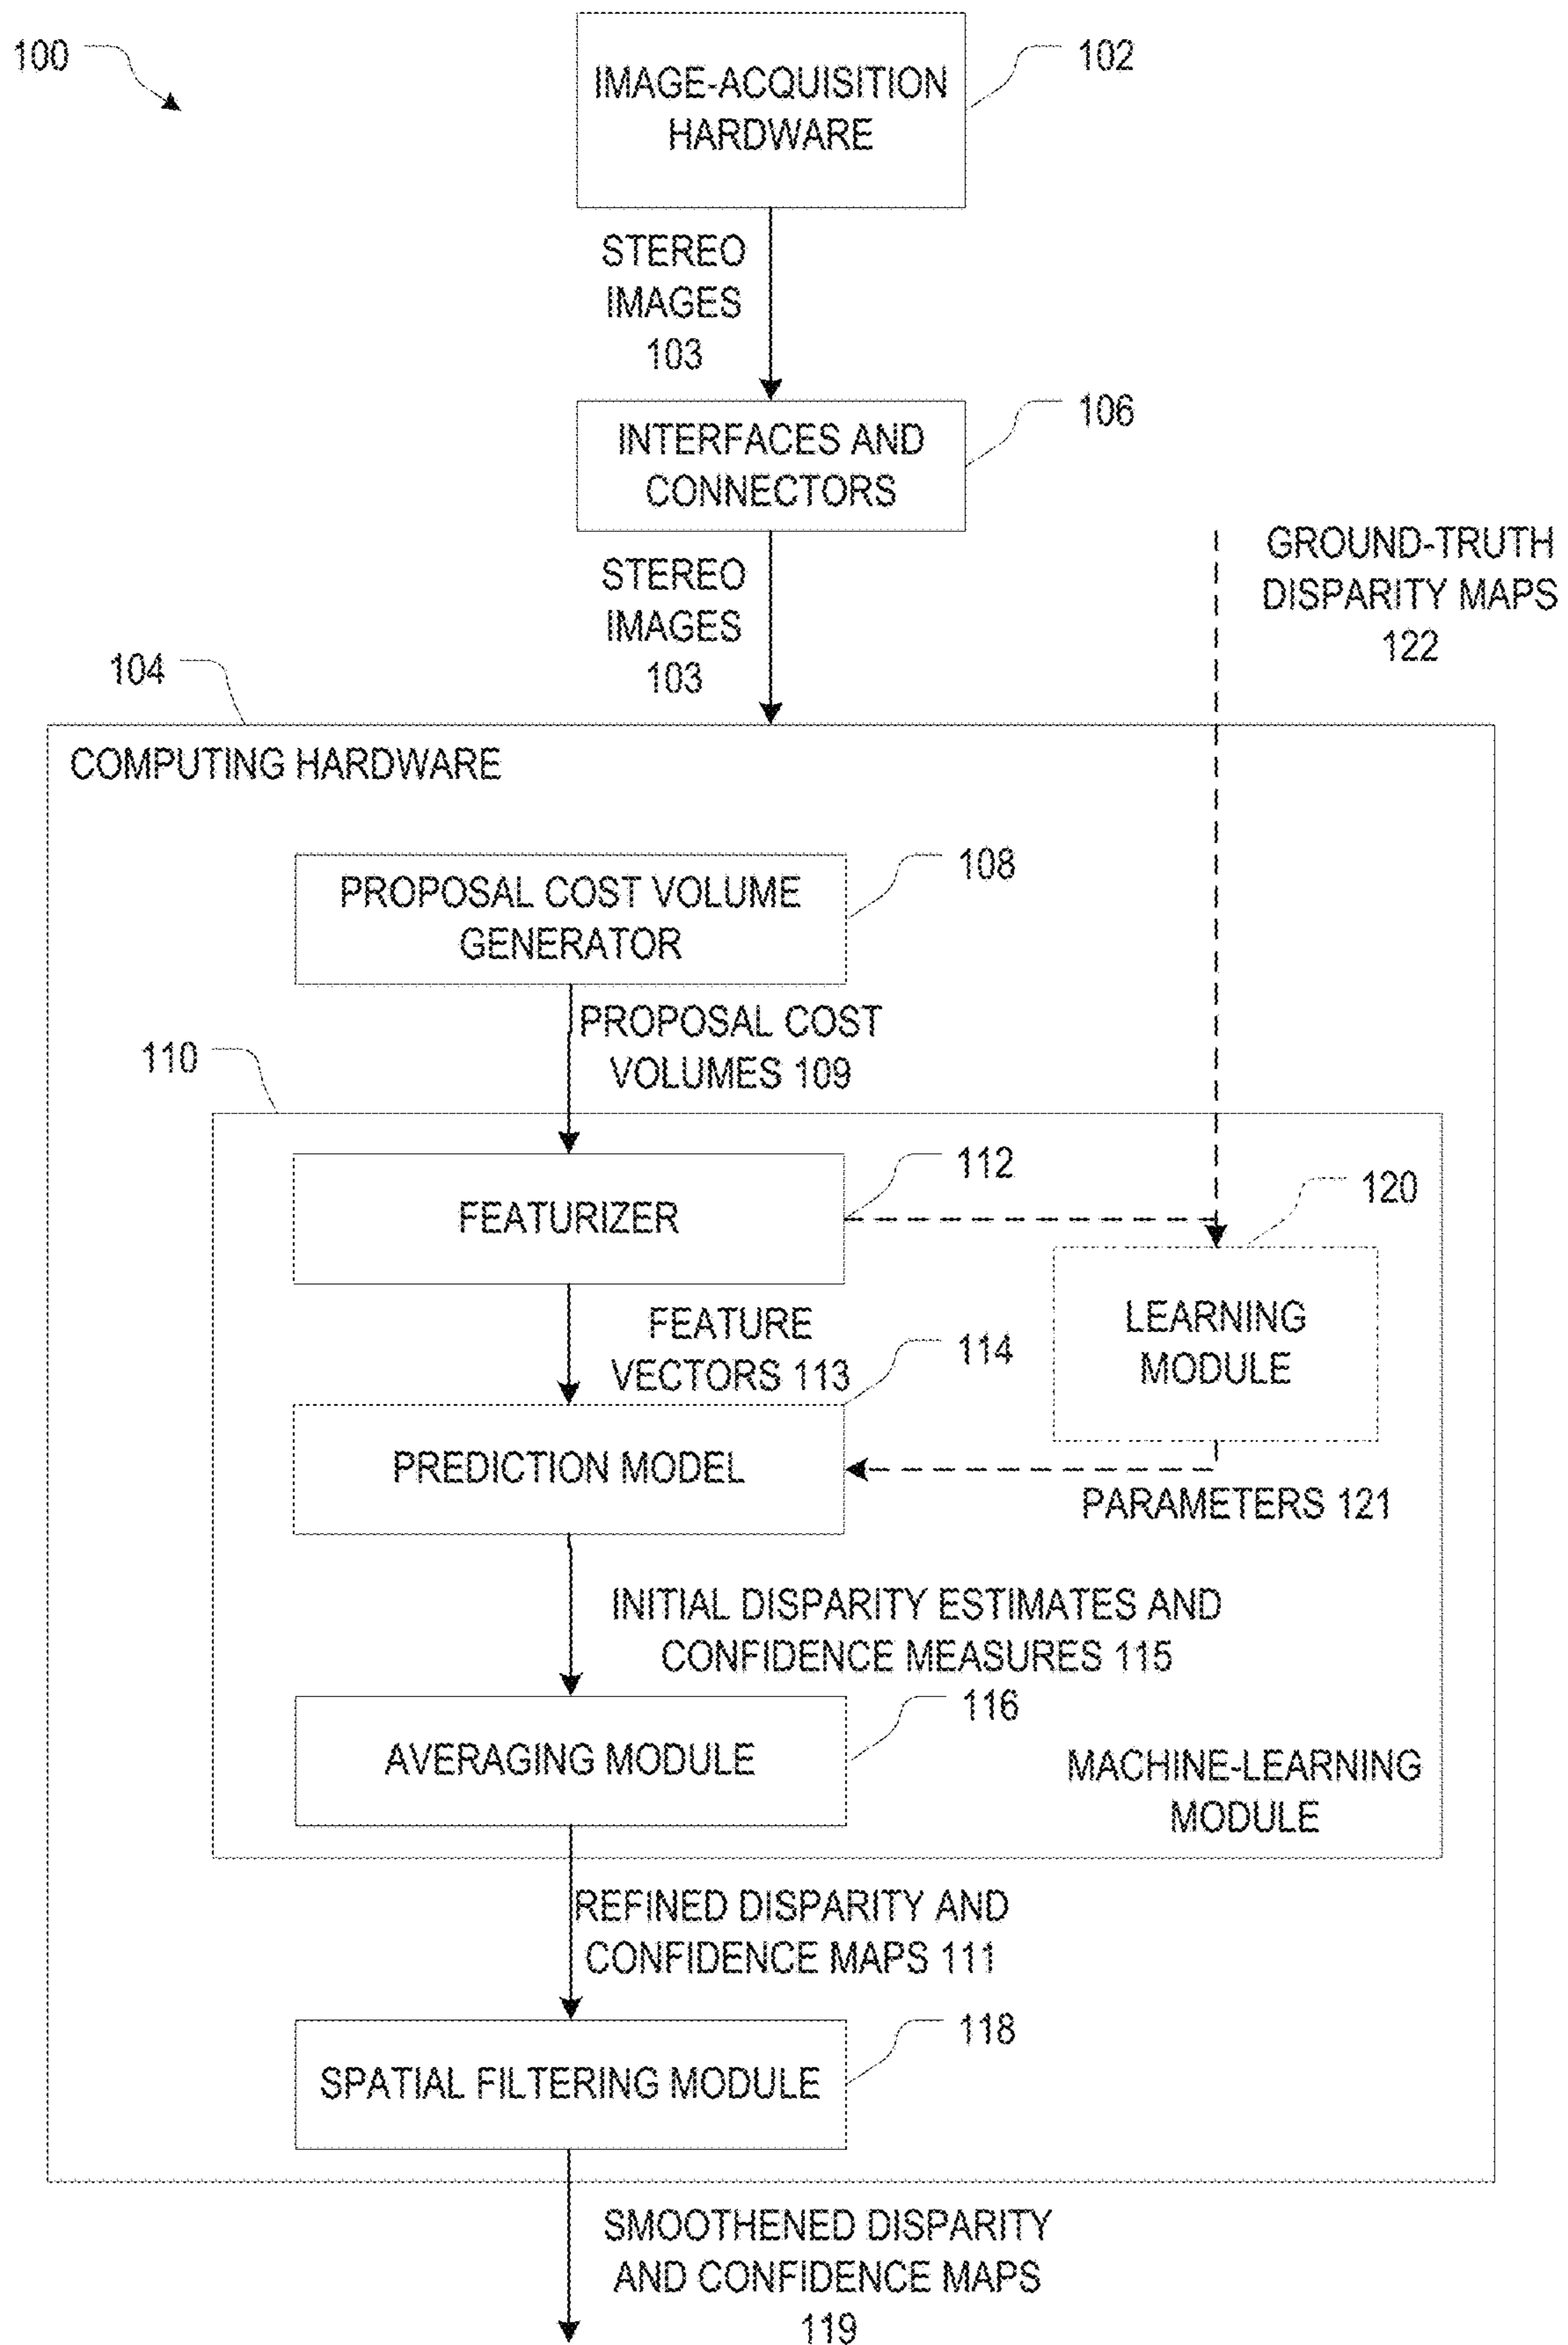 100
IMAGE-ACQUISITION
HARDWARE
102
STEREO
IMAGES
103
INTERFACES AND
CONNECTORS
106
STEREO
IMAGES
103
GROUND-TRUTH
DISPARITY MAPS
122
104
COMPUTING HARDWARE
PROPOSAL COST VOLUME
GENERATOR
108
PROPOSAL COST
VOLUMES 109
110
FEATURIZER
112
120
LEARNING
MODULE
FEATURE
VECTORS 113
114
PREDICTION MODEL
PARAMETERS 121
INITIAL DISPARITY ESTIMATES AND
CONFIDENCE MEASURES 115
116
AVERAGING MODULE
MACHINE-LEARNING
MODULE
REFINED DISPARITY AND
CONFIDENCE MAPS 111
118
SPATIAL FILTERING MODULE
SMOOTHENED DISPARITY
AND CONFIDENCE MAPS
119